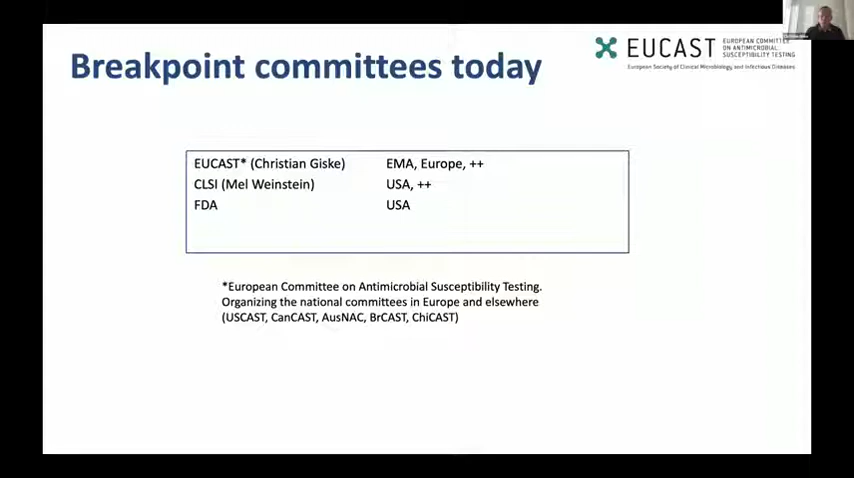 Breakpoint committees today
EUCAST
EUROPEAN COMMITTEE
ON ANTIMICROBIAL
SUSCEPTIBILITY TESTING
European Society of Clinical Microbiology and Infectious Diseases
EUCAST* (Christian Giske) EMA, Europe, ++
CLSI (Mel Weinstein) USA, ++
FDA USA
*European Committee on Antimicrobial Susceptibility Testing.
Organizing the national committees in Europe and elsewhere
(USCAST, CanCAST, AusNAC, BrCAST, ChiCAST)